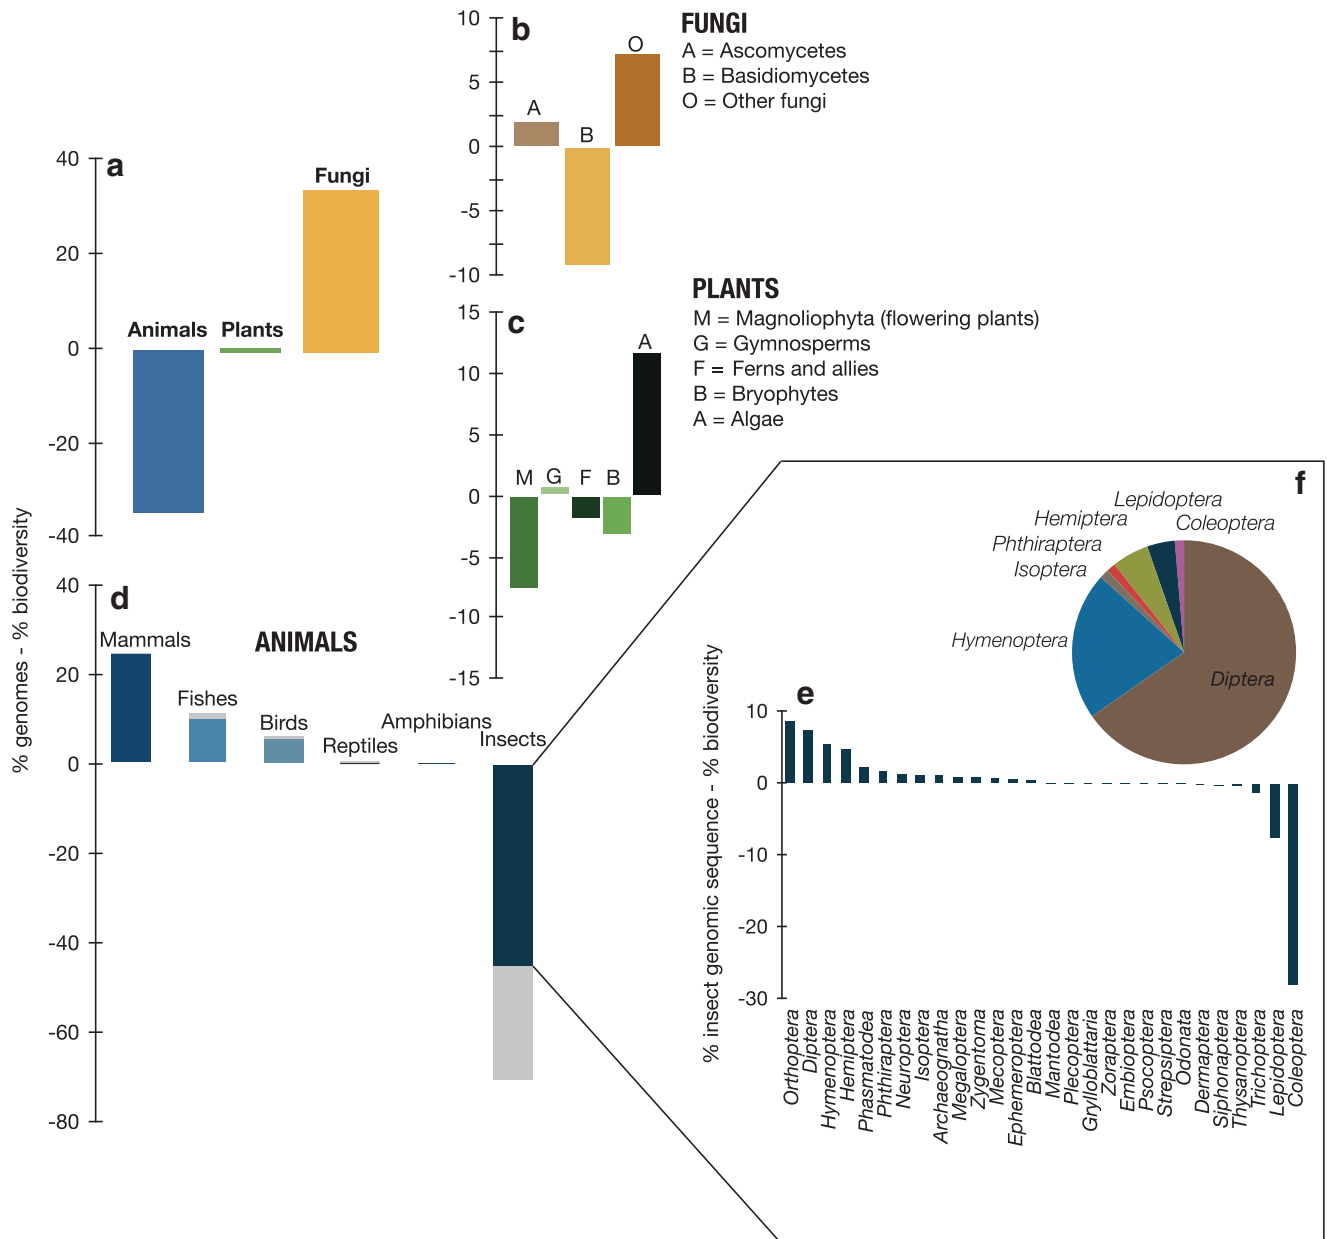 a
40
20
0
-20
-40
Animals
Plants
Fungi
b
10
5
0
-5
-10
A
B
O
FUNGI
A = Ascomycetes
B = Basidiomycetes
O = Other fungi
c
15
10
5
0
-5
-10
-15
M
G
F
B
A
PLANTS
M = Magnoliophyta (flowering plants)
G = Gymnosperms
F = Ferns and allies
B = Bryophytes
A = Algae
% genomes - % biodiversity
d
ANIMALS
40
20
0
-20
-40
-60
-80
Mammals
Fishes
Birds
Reptiles
Amphibians
Insects
f
Lepidoptera
Coleoptera
Hemiptera
Phthiraptera
Isoptera
Hymenoptera
Diptera
e
% insect genomic sequence - % biodiversity
10
0
-10
-20
-30
Orthoptera
Diptera
Hymenoptera
Hemiptera
Phasmatodea
Phthiraptera
Neuroptera
Isoptera
Archaeognatha
Megaloptera
Zygentoma
Mecoptera
Ephemeroptera
Blattodea
Mantodea
Plecoptera
Grylloblattaria
Zoraptera
Embioptera
Psocoptera
Strepsiptera
Odonata
Dermaptera
Siphonaptera
Thysanoptera
Trichoptera
Lepidoptera
Coleoptera